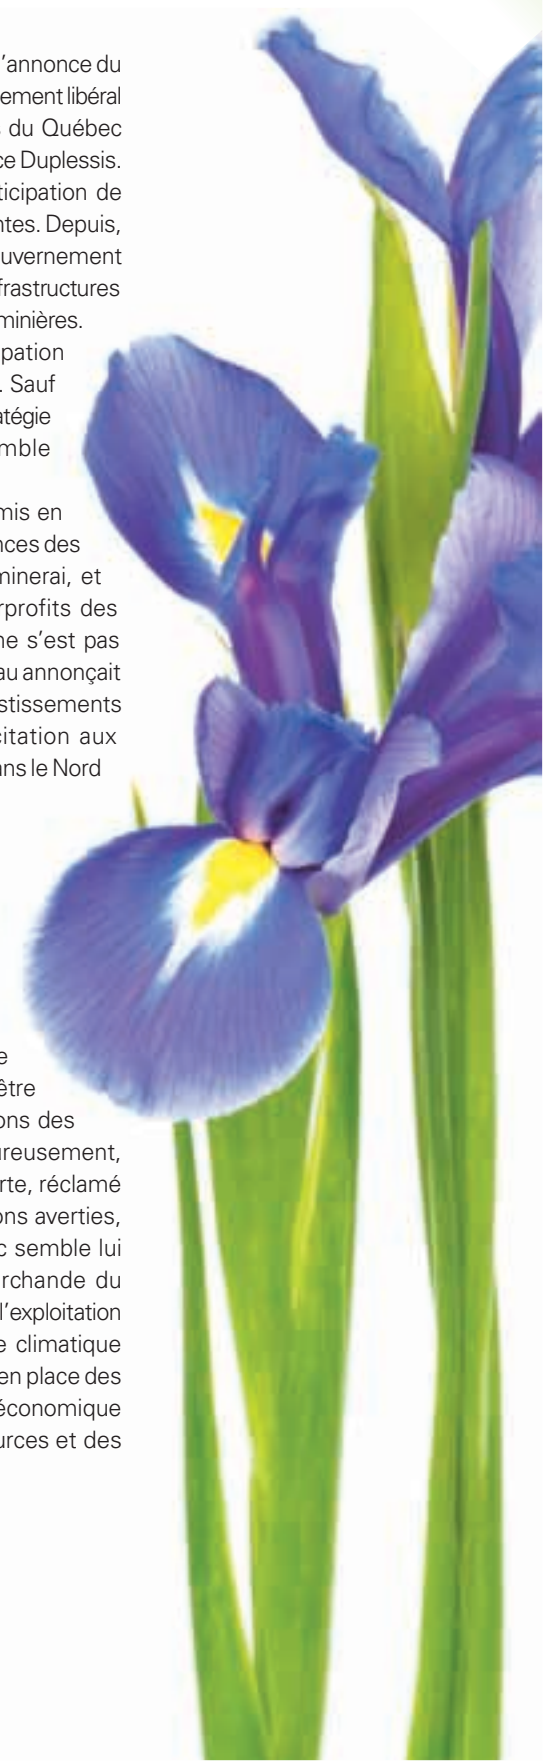 'annonce du
ement libéral
du Québec
ce Duplessis.
ticipation de
ntes. Depuis,
uvernement
frastructures
minières.
pation
. Sauf
atégie
mble
mis en
nces des
minerai, et
rprofits des
ne s'est pas
au annonçait
stissements
citation aux
ans le Nord
e
être
ons des
ureusement,
rte, réclamé
ons averties,
c semble lui
archande du
l'exploitation
e climatique
en place des
économique
urces et des